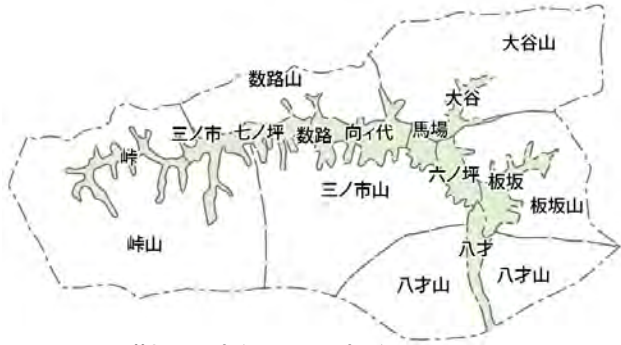 大谷山
数路山
大谷
三ノ市
七ノ坪
数路
向ィ代
馬場
峠
六ノ坪
板坂
三ノ市山
板坂山
峠山
八才
八才山
八才山